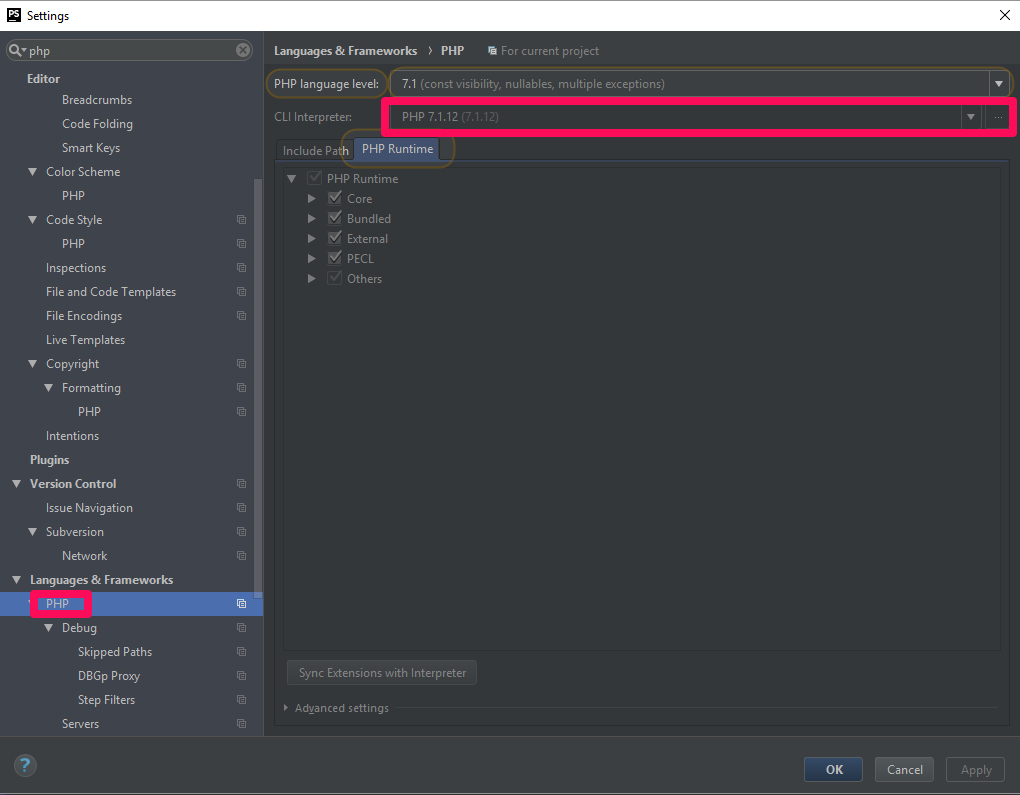 PS Settings
php
Editor
Breadcrumbs
Code Folding
Smart Keys
Color Scheme
PHP
Code Style
PHP
Inspections
File and Code Templates
File Encodings
Live Templates
Copyright
Formatting
PHP
Intentions
Plugins
Version Control
Issue Navigation
Subversion
Network
Languages & Frameworks
PHP
Debug
Skipped Paths
DBGp Proxy
Step Filters
Servers
Languages & Frameworks › PHP For current project
PHP language level: 7.1 (const visibility, nullables, multiple exceptions)
CLI Interpreter: PHP 7.1.12 (7.1.12) ...
Include Path PHP Runtime
PHP Runtime
Core
Bundled
External
PECL
Others
Sync Extensions with Interpreter
Advanced settings
? OK Cancel Apply